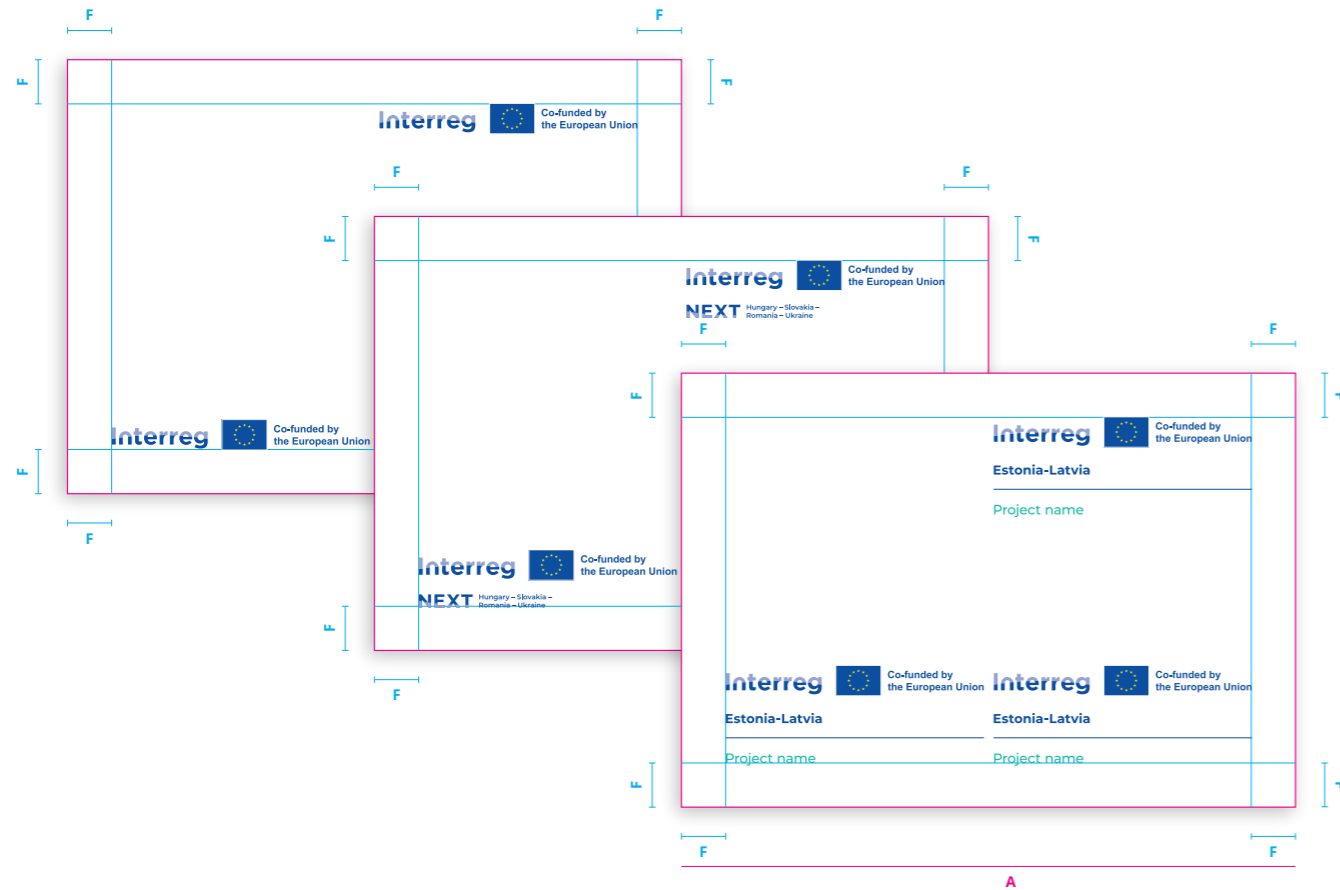 F
F
F
F
Interreg
Co-funded by
the European Union
Interreg
Co-funded by
the European Union
F
F
F
F
F
F
Interreg
Co-funded by
the European Union
NEXT
Hungary – Slovakia –
Romania – Ukraine
Interreg
Co-funded by
the European Union
NEXT
Hungary – Slovakia –
Romania – Ukraine
F
F
F
F
F
F
Interreg
Co-funded by
the European Union
Estonia-Latvia
Project name
Interreg
Co-funded by
the European Union
Estonia-Latvia
Project name
Interreg
Co-funded by
the European Union
Estonia-Latvia
Project name
F
F
F
F
A